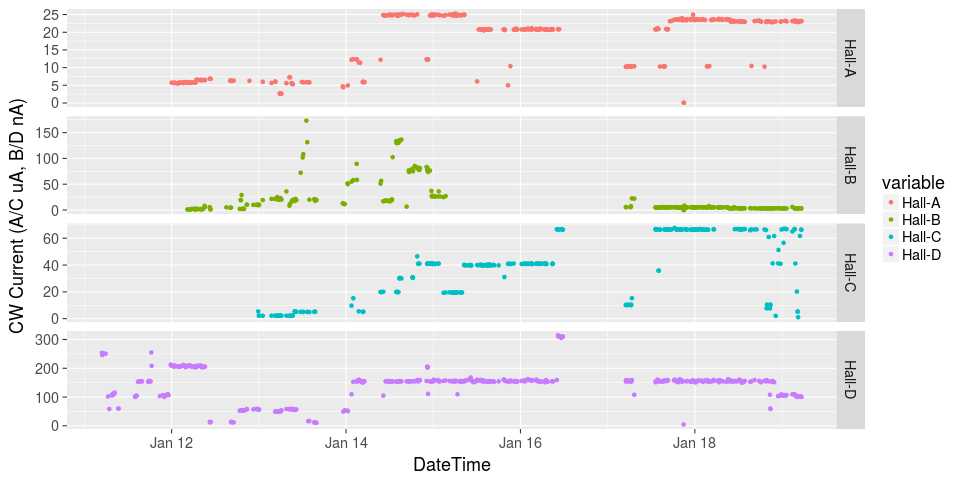 CW Current (A/C uA, B/D nA)
25
20
15
10
5
0
Hall-A
150
100
50
0
Hall-B
60
40
20
0
Hall-C
300
200
100
0
Hall-D
Jan 12 Jan 14 Jan 16 Jan 18
DateTime
variable
Hall-A
Hall-B
Hall-C
Hall-D